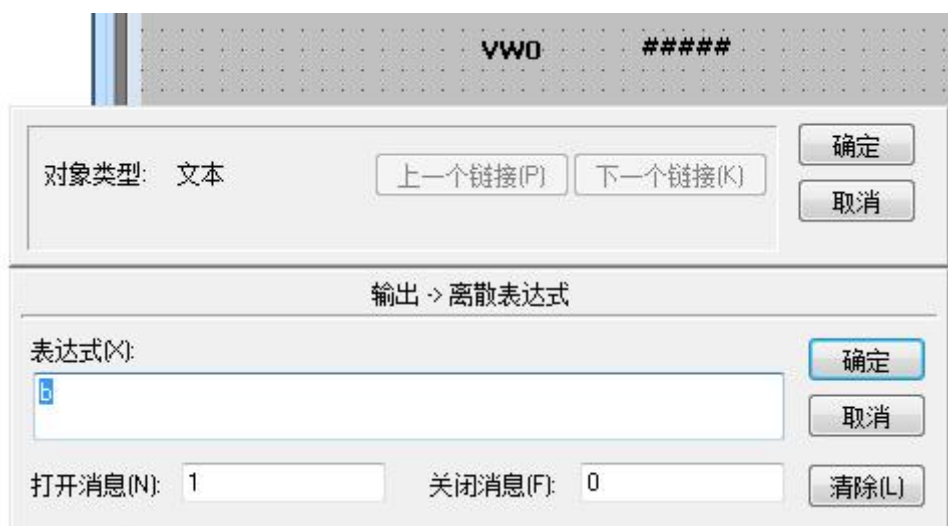 VW0 #####
对象类型: 文本 上一个链接(P) 下一个链接(K) 确定
取消
输出 -> 离散表达式
表达式(X): 确定
b
取消
打开消息(N): 1 关闭消息(F): 0 清除(L)